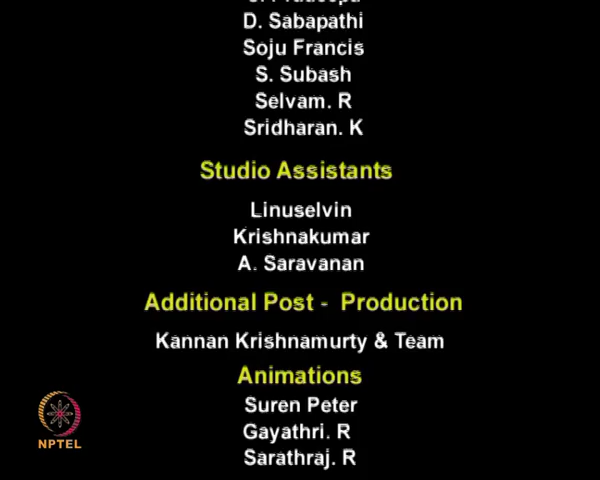 D. Sabapathi
Soju Francis
S. Subash
Selvam. R
Sridharan. K
Studio Assistants
Linuselvin
Krishnakumar
A. Saravanan
Additional Post - Production
Kannan Krishnamurty & Team
Animations
Suren Peter
Gayathri. R
Sarathraj. R
NPTEL